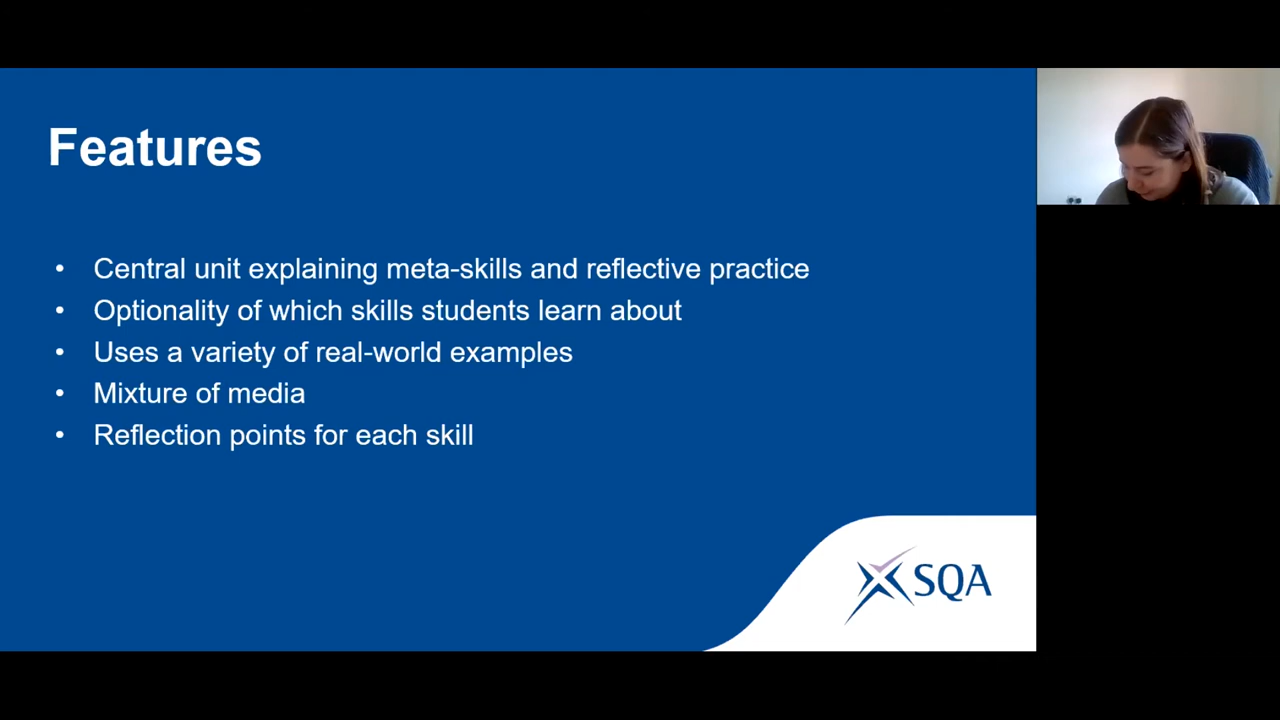 Features
• Central unit explaining meta-skills and reflective practice
• Optionality of which skills students learn about
• Uses a variety of real-world examples
• Mixture of media
• Reflection points for each skill
SQA